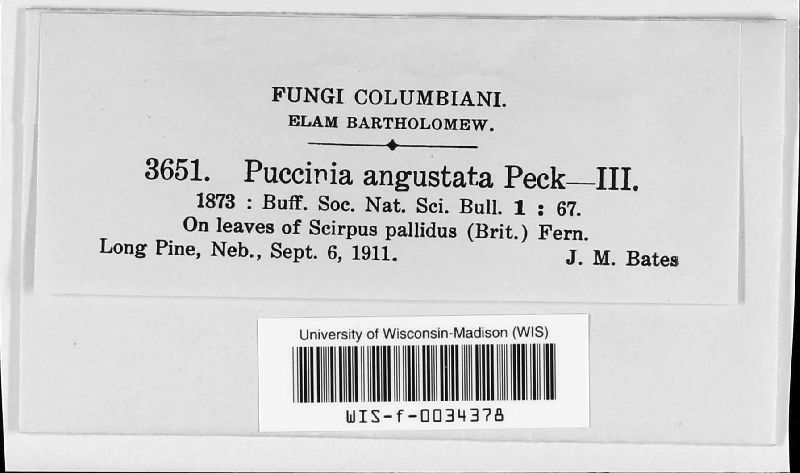 FUNGI COLUMBIANI.
ELAM BARTHOLOMEW.
3651. Puccinia angustata Peck—III.
1873 : Buff. Soc. Nat. Sci. Bull. 1 : 67.
On leaves of Scirpus pallidus (Brit.) Fern.
Long Pine, Neb., Sept. 6, 1911. J. M. Bates
University of Wisconsin-Madison (WIS)
WIS-f-0034378